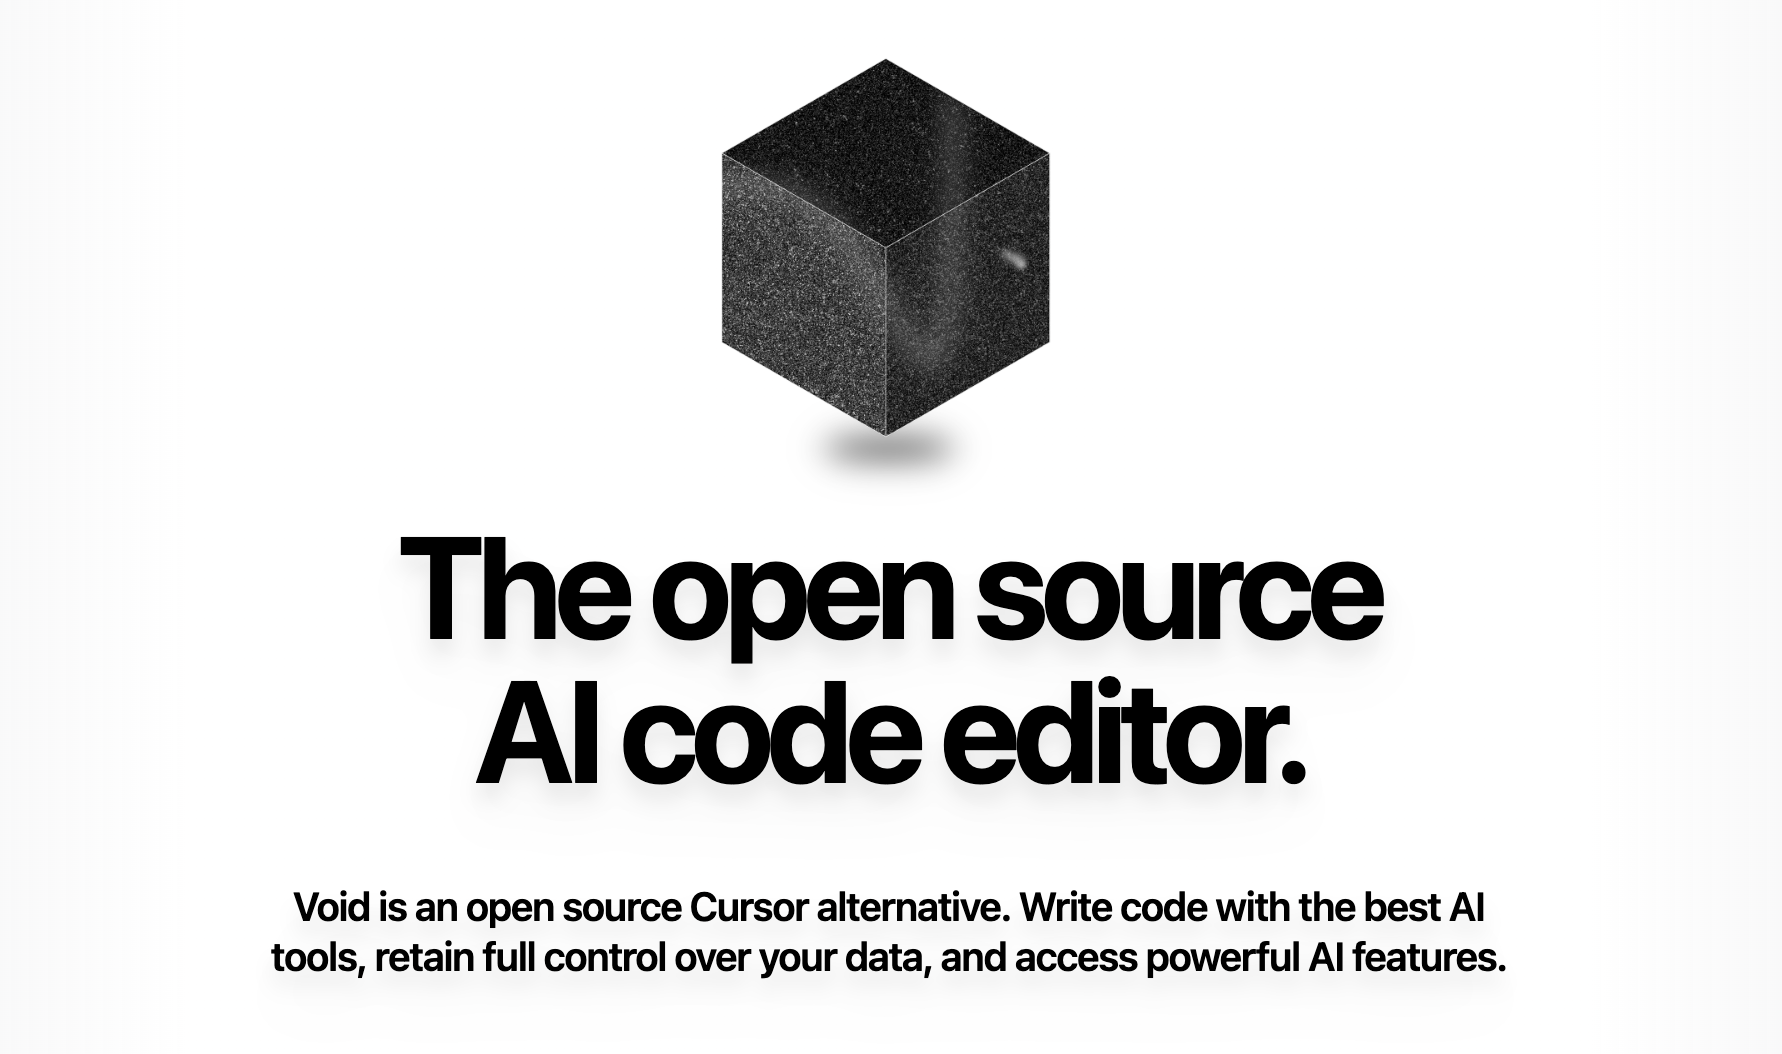 The open source
AI code editor.
Void is an open source Cursor alternative. Write code with the best AI
tools, retain full control over your data, and access powerful AI features.